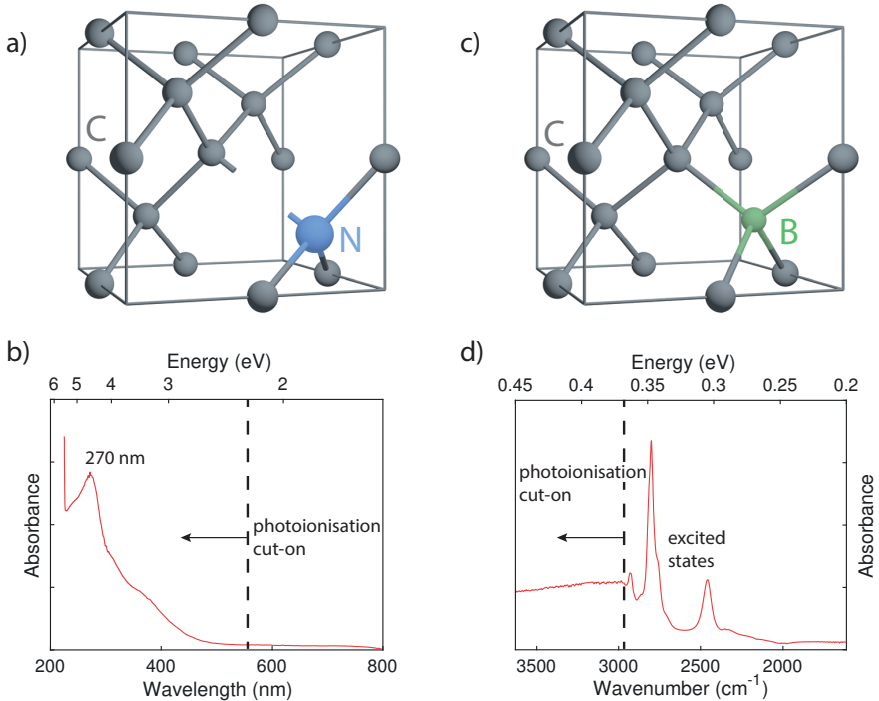 a)
C
N
b)
Energy (eV)
6 5 4 3 2
270 nm
photoionisation
cut-on
Absorbance
200 400 600 800
Wavelength (nm)
c)
C
B
d)
Energy (eV)
0.45 0.4 0.35 0.3 0.25 0.2
photoionisation
cut-on
excited
states
Absorbance
3500 3000 2500 2000
Wavenumber (cm⁻¹)